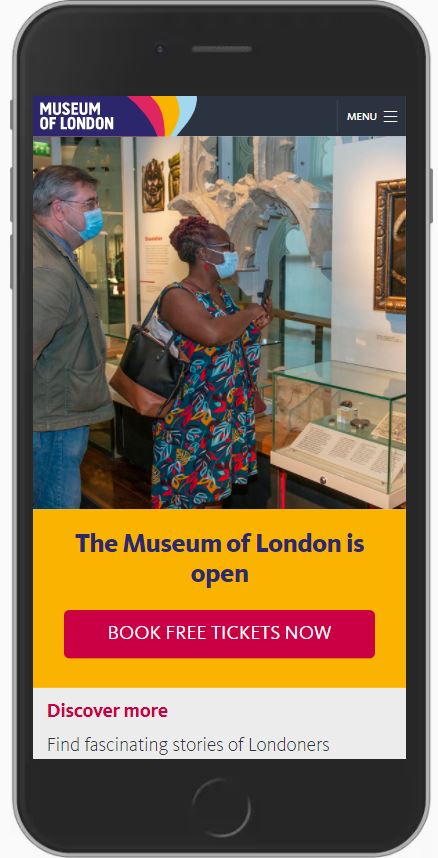 MUSEUM
OF LONDON
MENU
The Museum of London is
open
BOOK FREE TICKETS NOW
Discover more
Find fascinating stories of Londoners